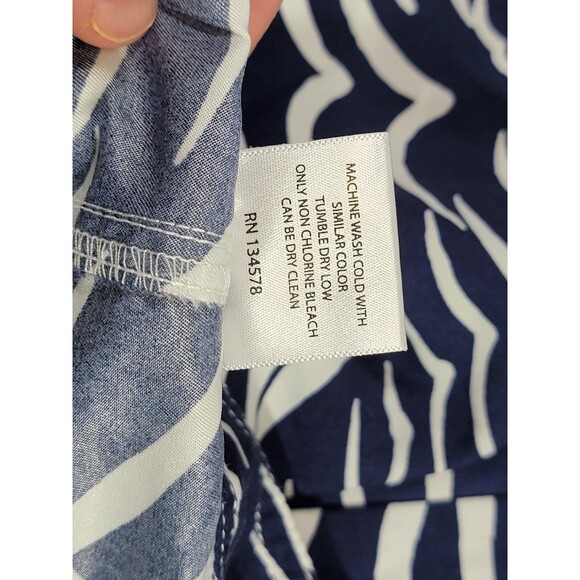 MACHINE WASH COLD WITH
SIMILAR COLOR
TUMBLE DRY LOW
ONLY NON CHLORINE BLEACH
CAN BE DRY CLEAN
RN 134578